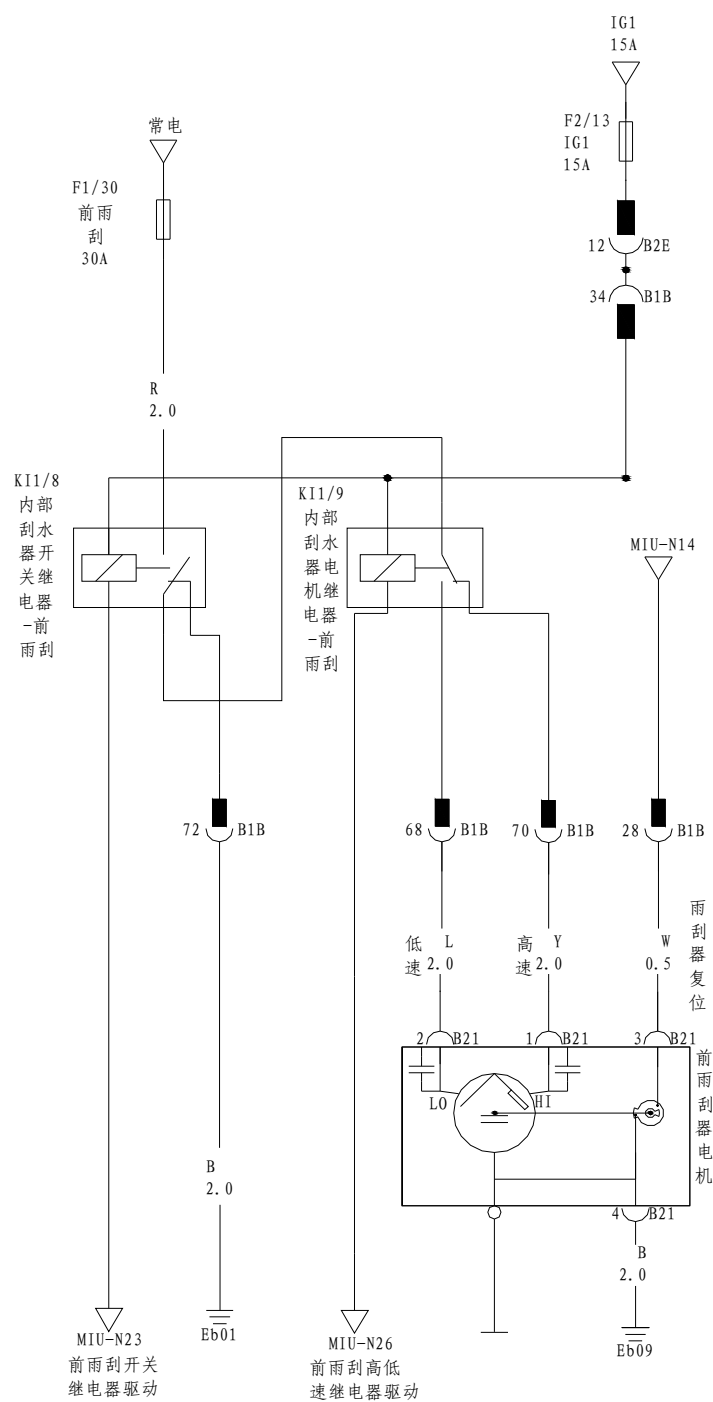 IG1
15A
F2/13
IG1
15A
常电
F1/30
前雨
刮
30A
12
B2E
34
B1B
R
2.0
KI1/8
内部
刮水
器开
关继
电器
-前
雨刮
KI1/9
内部
刮水
器电
机继
电器
-前
雨刮
MIU-N14
72
B1B
68
B1B
70
B1B
28
B1B
低速
L
2.0
高速
Y
2.0
W
0.5
雨刮器复位
2
B21
1
B21
3
B21
前雨刮器电机
LO
HI
B
2.0
4
B21
B
2.0
MIU-N23
前雨刮开关
继电器驱动
Eb01
MIU-N26
前雨刮高低
速继电器驱动
Eb09